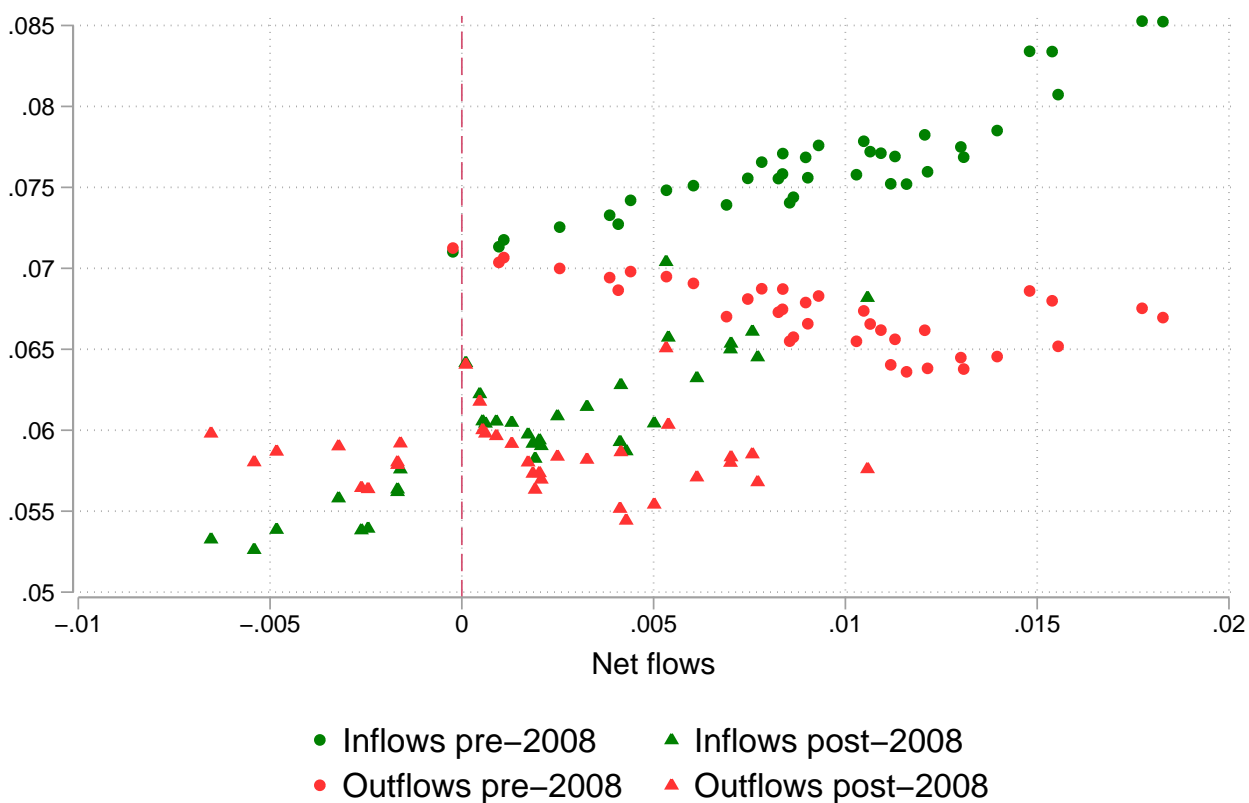 .085
.08
.075
.07
.065
.06
.055
.05
−.01 −.005 0 .005 .01 .015 .02
Net flows
Inflows pre−2008 Inflows post−2008
Outflows pre−2008 Outflows post−2008